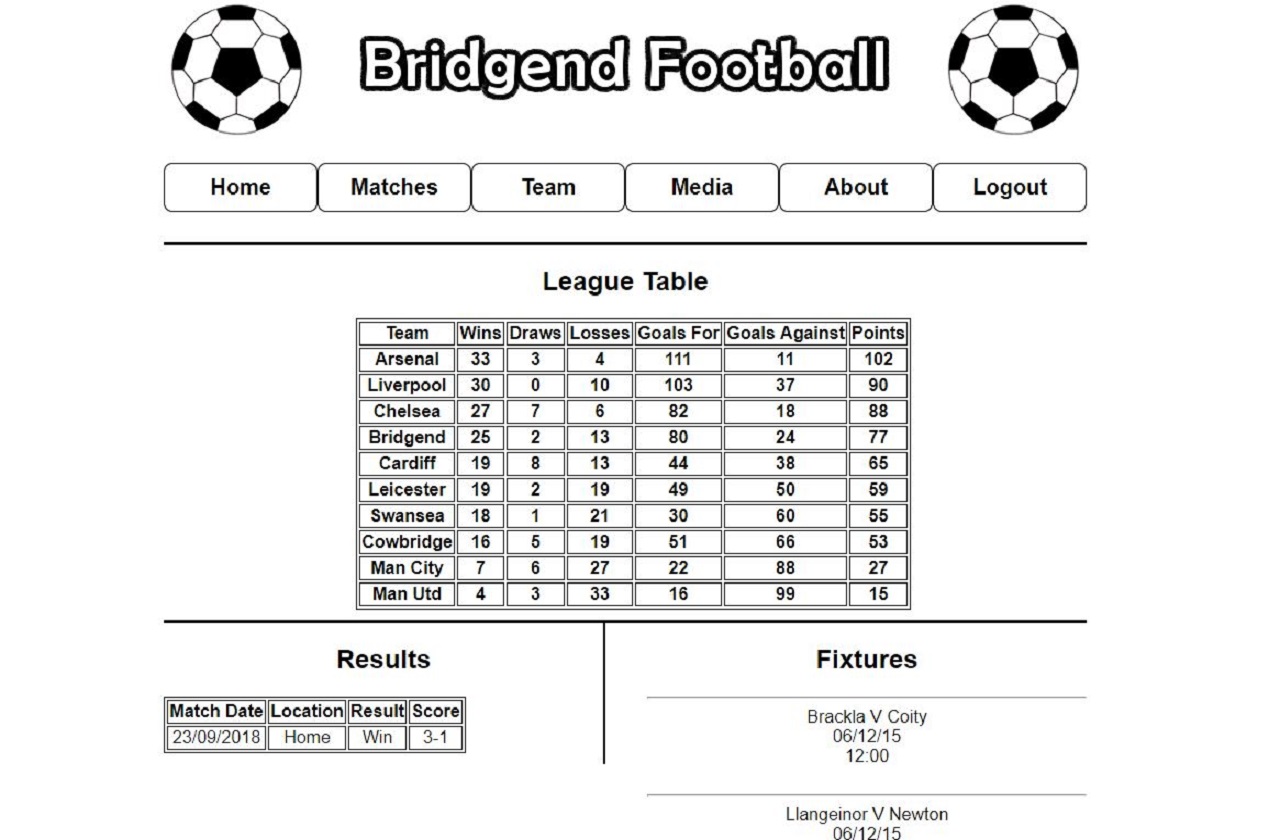 Bridgend Football
Home Matches Team Media About Logout
League Table
Team Wins Draws Losses Goals For Goals Against Points
Arsenal 33 3 4 111 11 102
Liverpool 30 0 10 103 37 90
Chelsea 27 7 6 82 18 88
Bridgend 25 2 13 80 24 77
Cardiff 19 8 13 44 38 65
Leicester 19 2 19 49 50 59
Swansea 18 1 21 30 60 55
Cowbridge 16 5 19 51 66 53
Man City 7 6 27 22 88 27
Man Utd 4 3 33 16 99 15
Results
Match Date Location Result Score
23/09/2018 Home Win 3-1
Fixtures
Brackla V Coity
06/12/15
12:00
Llangeinor V Newton
06/12/15